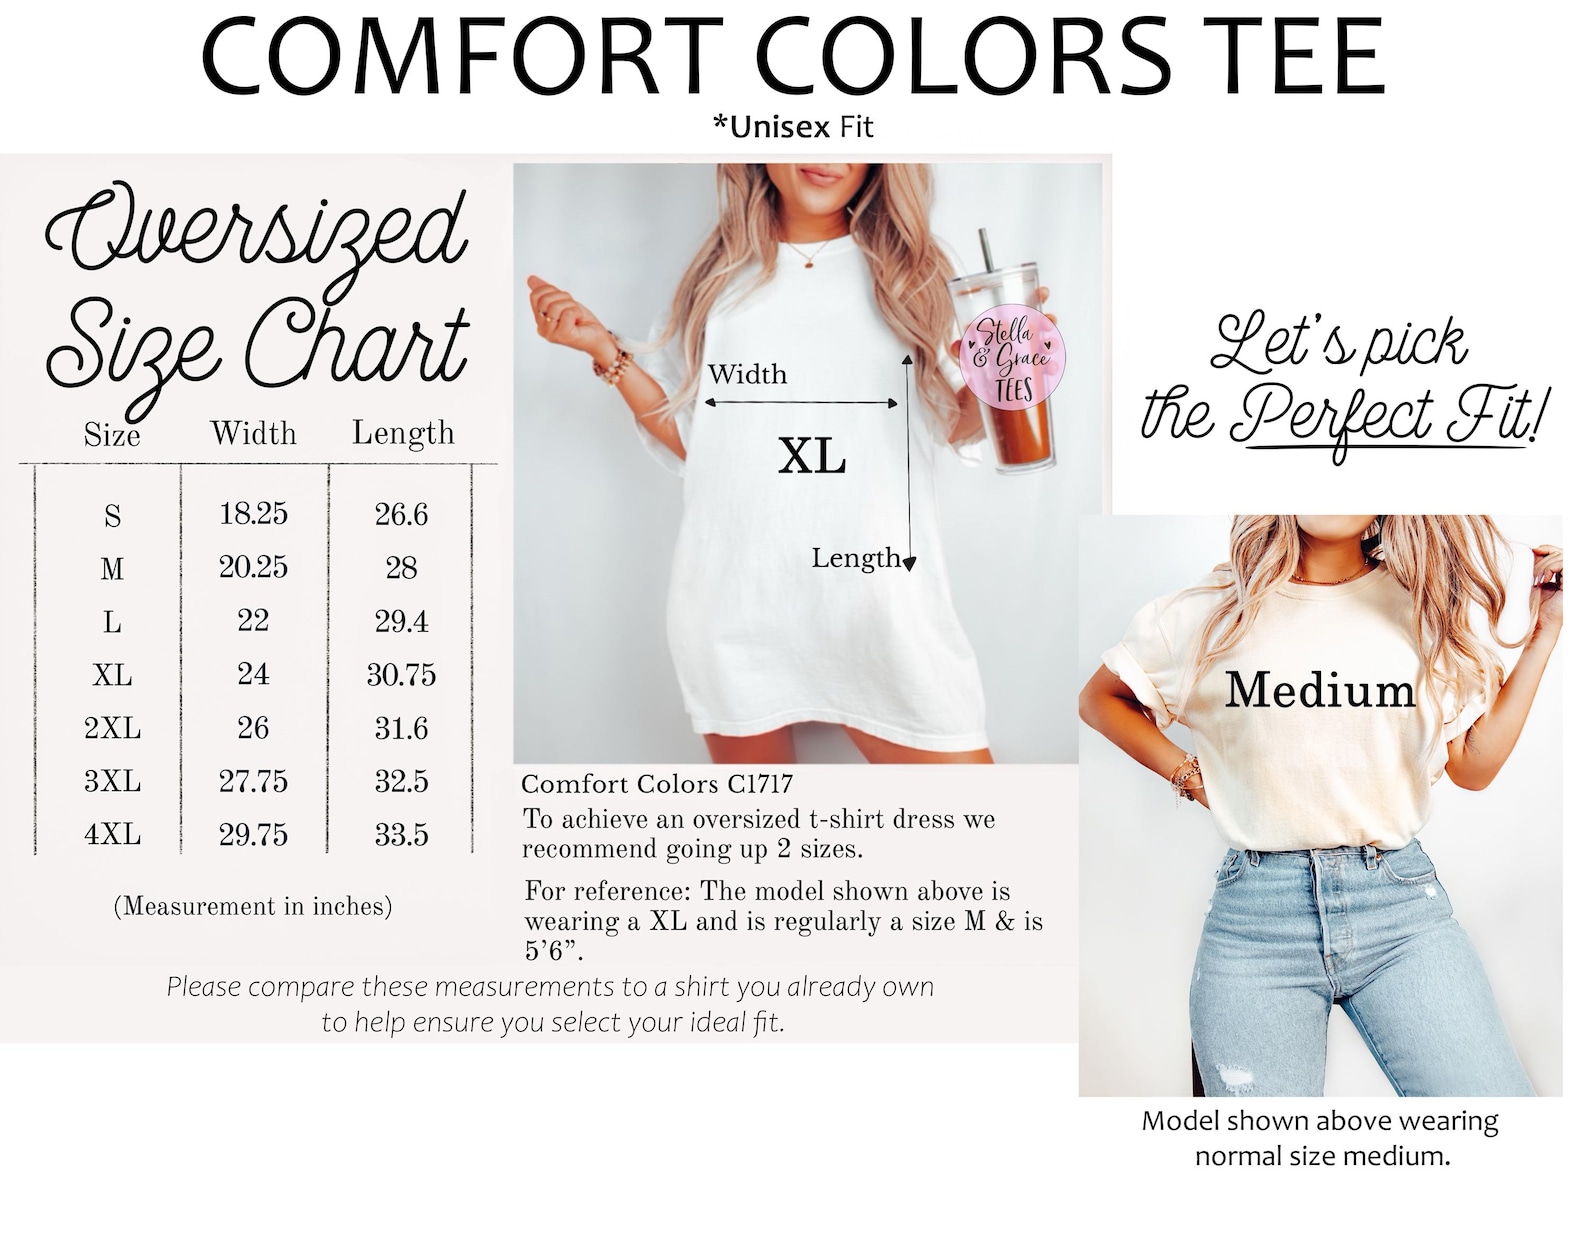 COMFORT COLORS TEE
*Unisex Fit
Oversized
Size Chart
Size Width Length
S 18.25 26.6
M 20.25 28
L 22 29.4
XL 24 30.75
2XL 26 31.6
3XL 27.75 32.5
4XL 29.75 33.5
(Measurement in inches)
Width
XL
Length
Stella
& Grace
TEES
Comfort Colors C1717
To achieve an oversized t-shirt dress we
recommend going up 2 sizes.
For reference: The model shown above is
wearing a XL and is regularly a size M & is
5’6”.
Please compare these measurements to a shirt you already own
to help ensure you select your ideal fit.
Let’s pick
the Perfect Fit!
Medium
Model shown above wearing
normal size medium.